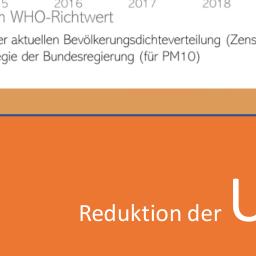 2016 2017 2018
WHO-Richtwert
aktuellen Bevölkerungsdichteverteilung
der Bundesregierung (für PM10)
Reduktion der